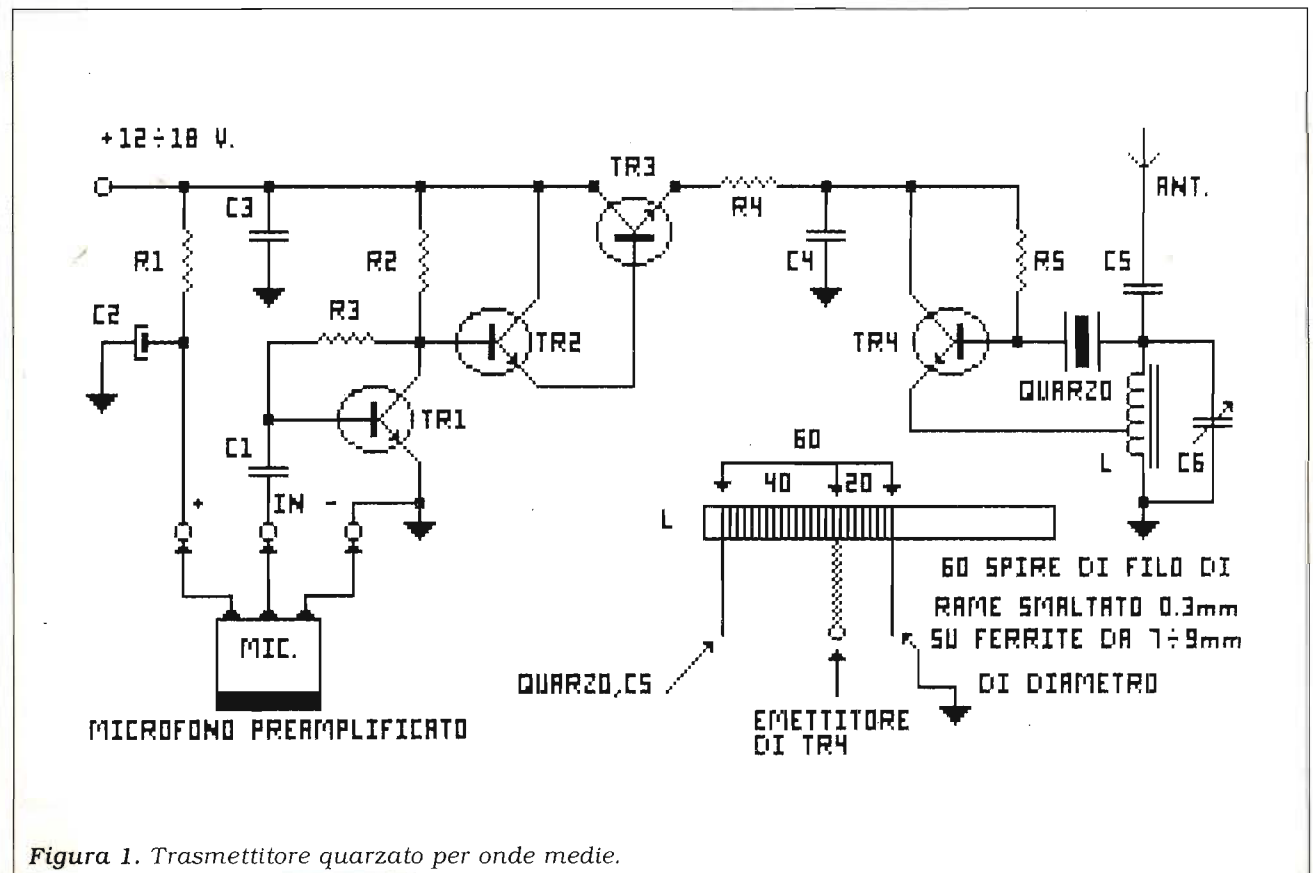 +12÷18 V.
TR3
ANT.
C3
R4
R1
R2
C4
R5
C5
C2
R3
TR2
TR4
QUARZO
TR1
C1
60
L
C6
+
IN
-
40
20
L
MIC.
60 SPIRE DI FILO DI
RAME SMALTATO 0.3mm
SU FERRITE DA 7÷9mm
DI DIAMETRO
QUARZO,C5
EMETTITORE
DI TR4
MICROFONO PREAMPLIFICATO
Figura 1. Trasmettitore quarzato per onde medie.